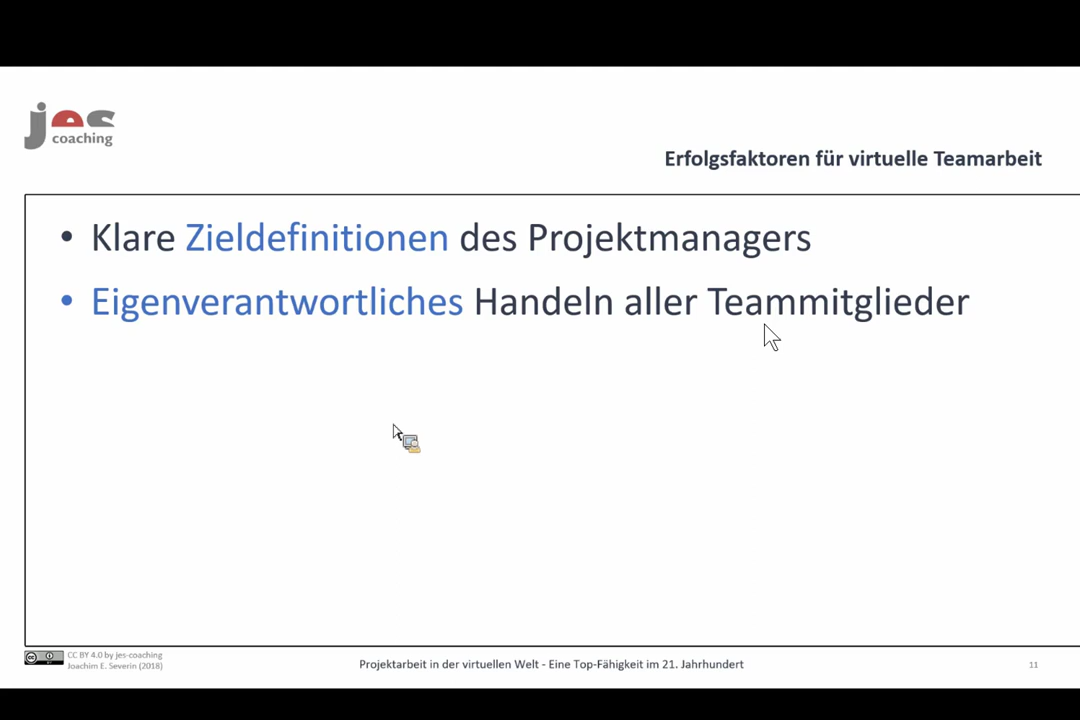 jes
coaching
Erfolgsfaktoren für virtuelle Teamarbeit
• Klare Zieldefinitionen des Projektmanagers
• Eigenverantwortliches Handeln aller Teammitglieder
CC BY 4.0 by jes-coaching
Joachim E. Severin (2018)
Projektarbeit in der virtuellen Welt - Eine Top-Fähigkeit im 21. Jahrhundert
11